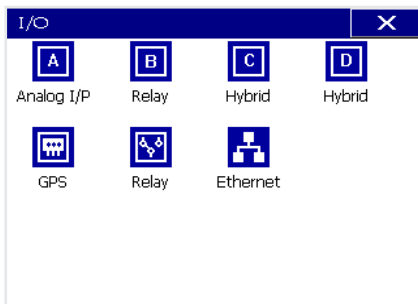 I/O X
A B C D
Analog I/P Relay Hybrid Hybrid
GPS Relay Ethernet